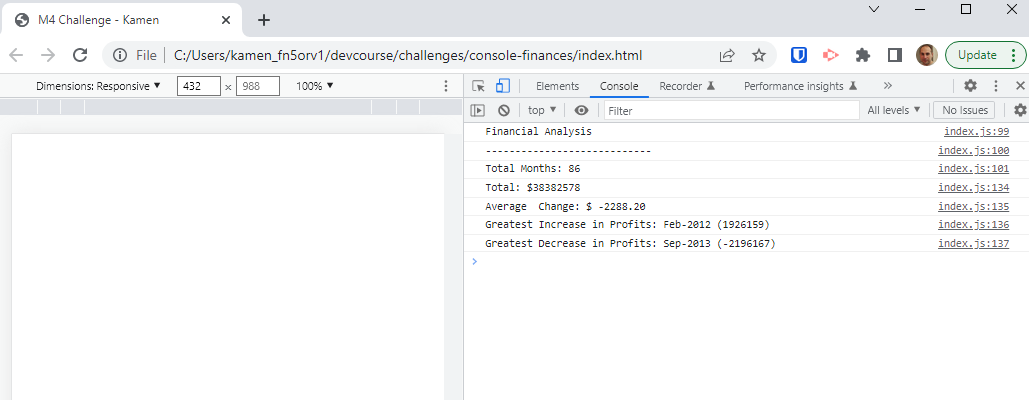 M4 Challenge - Kamen
File C:/Users/kamen_fn5orv1/devcourse/challenges/console-finances/index.html
Update
Dimensions: Responsive ▼ 432 × 988 100% ▼
Elements Console Recorder Performance insights »
top ▼ Filter All levels ▼ No Issues
Financial Analysis index.js:99
---------------------------- index.js:100
Total Months: 86 index.js:101
Total: $38382578 index.js:134
Average  Change: $ -2288.20 index.js:135
Greatest Increase in Profits: Feb-2012 (1926159) index.js:136
Greatest Decrease in Profits: Sep-2013 (-2196167) index.js:137
>